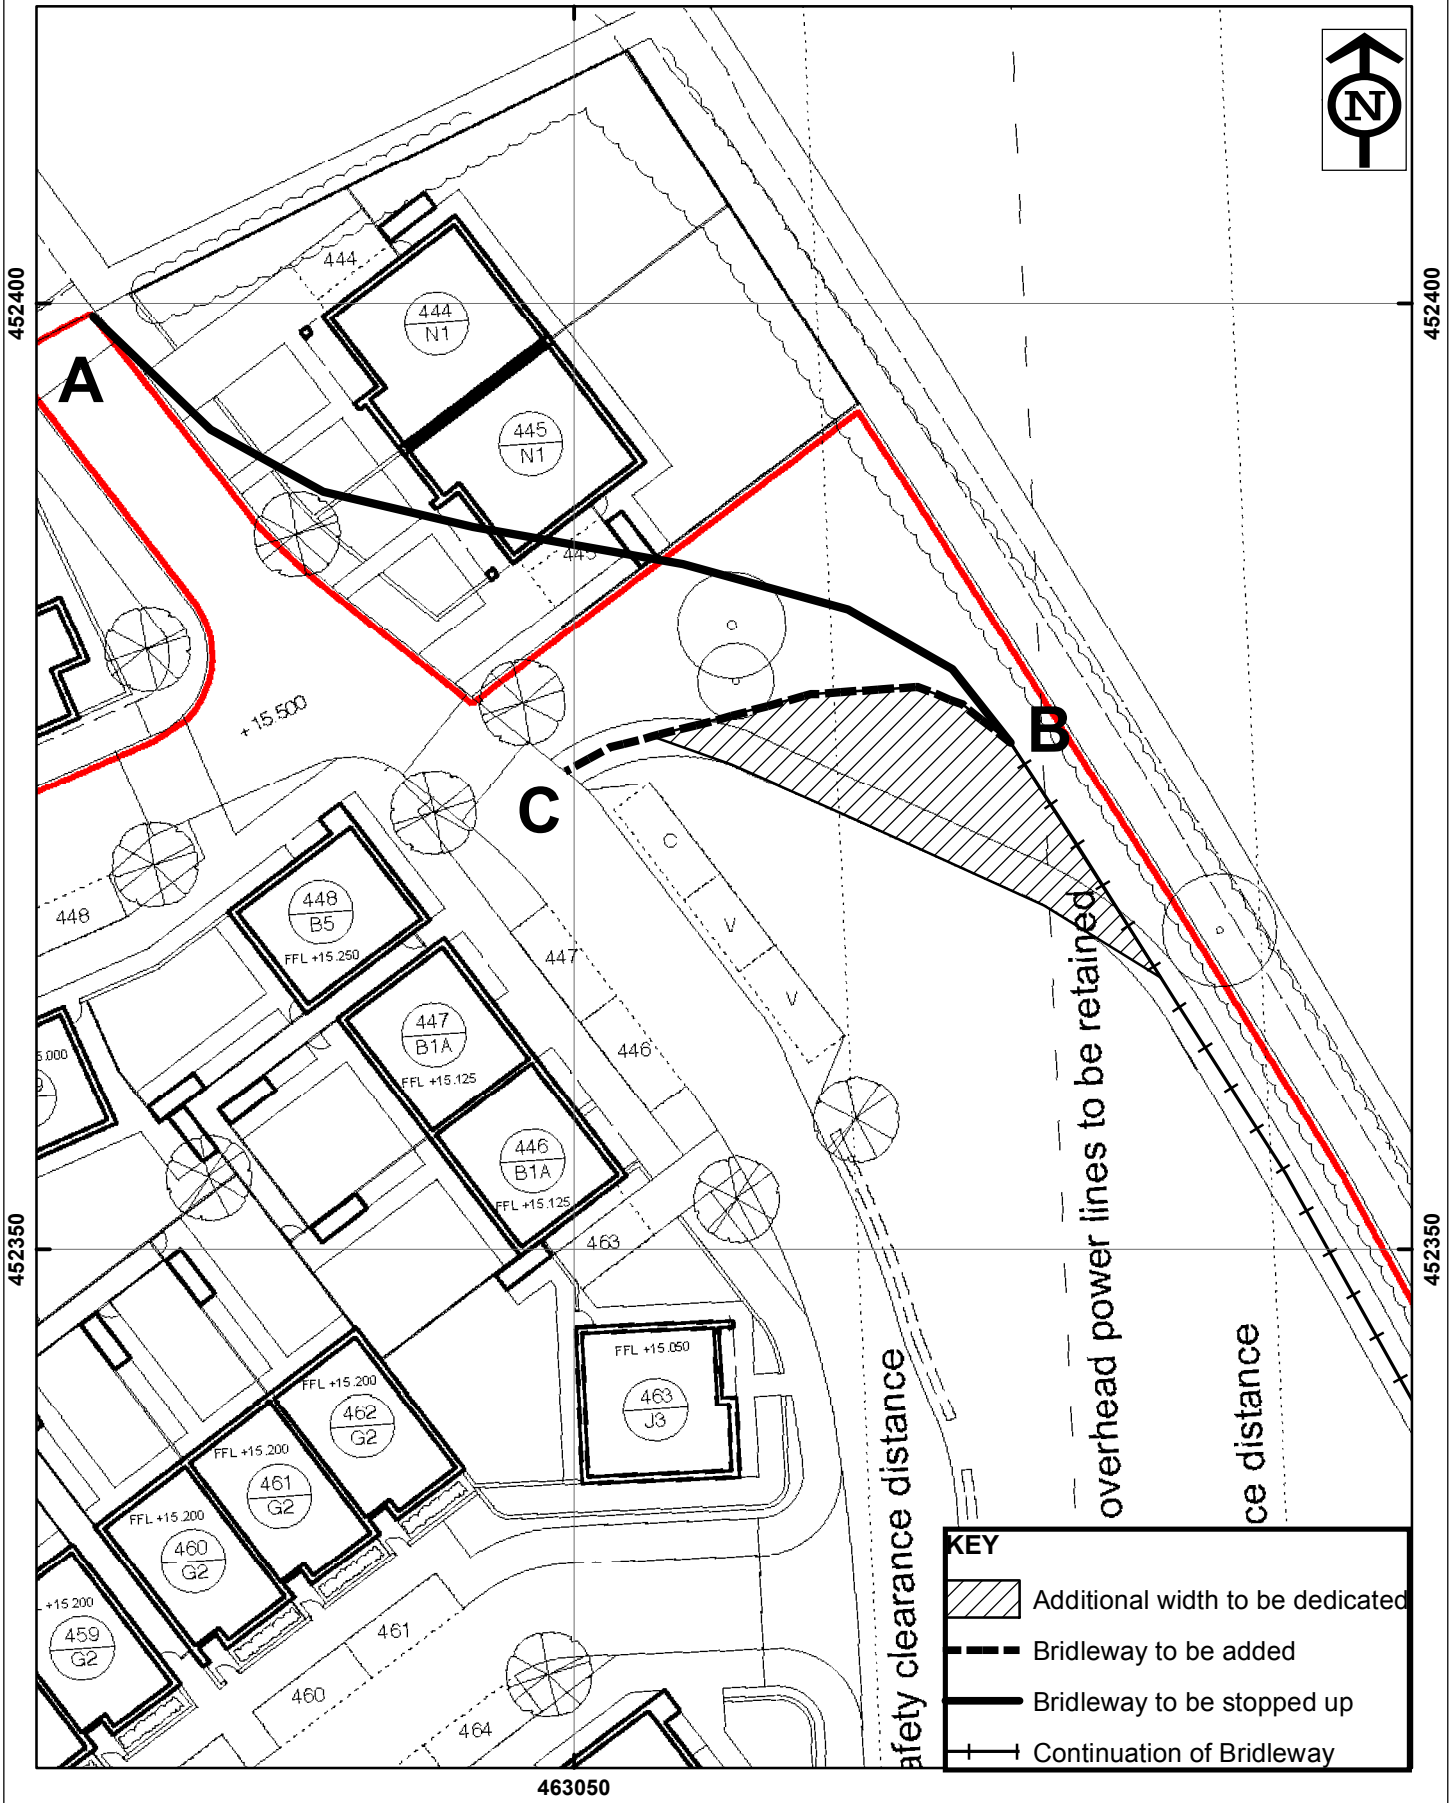 N
452400
452400
444
444
N1
A
445
N1
445
+ 15.500
B
C
448
448
B5
FFL +15.250
V
V
447
447
B1A
FFL +15.125
446
446
B1A
FFL +15.125
overhead power lines to be retained
5.000
9
463
452350
452350
FFL +15.050
463
J3
FFL +15.200
462
G2
FFL +15.200
461
G2
FFL +15.200
460
G2
+15.200
459
G2
461
460
464
afety clearance distance
ce distance
KEY
Additional width to be dedicated
Bridleway to be added
Bridleway to be stopped up
Continuation of Bridleway
463050